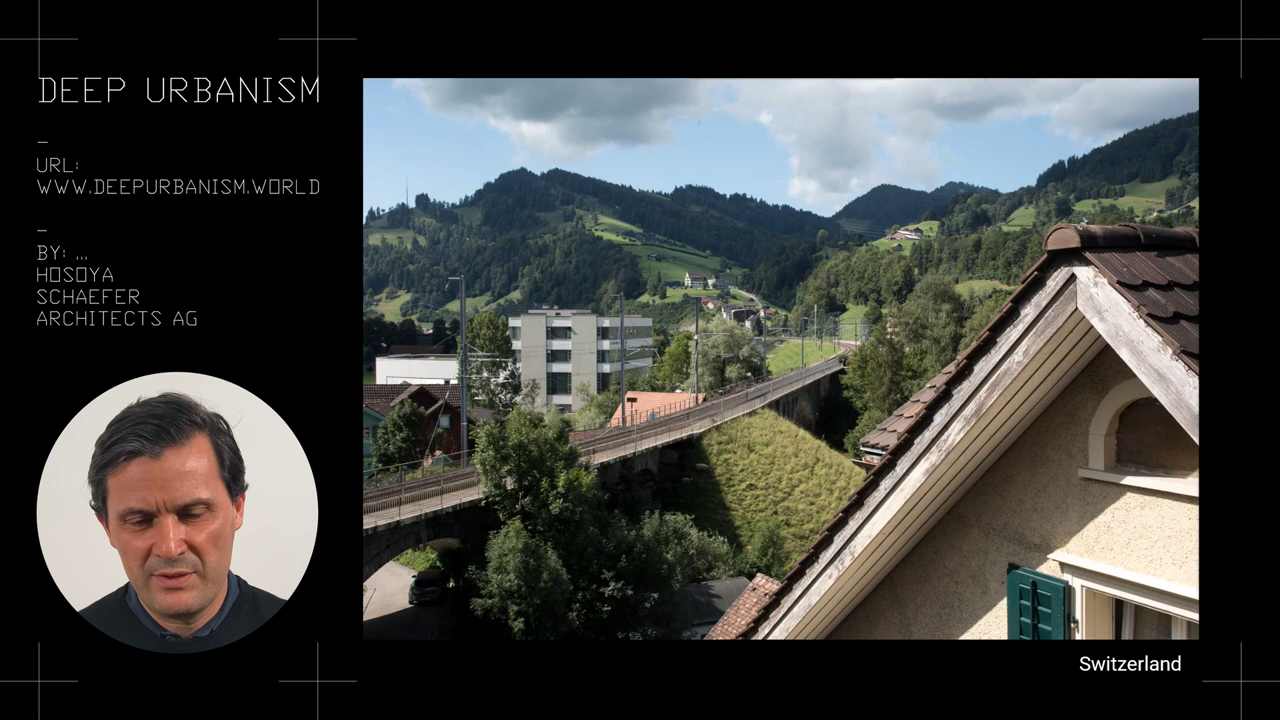 DEEP URBANISM
–
URL:
WWW.DEEPURBANISM.WORLD
–
BY: ...
HOSOYA
SCHAEFER
ARCHITECTS AG
Switzerland